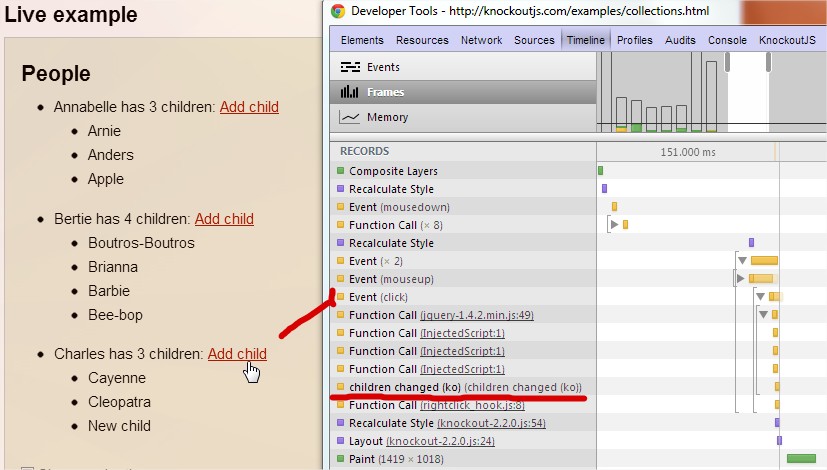 Live example
People
Annabelle has 3 children: Add child
Arnie
Anders
Apple
Bertie has 4 children: Add child
Boutros-Boutros
Brianna
Barbie
Bee-bop
Charles has 3 children: Add child
Cayenne
Cleopatra
New child
Developer Tools - http://knockoutjs.com/examples/collections.html
Elements Resources Network Sources Timeline Profiles Audits Console KnockoutJS
Events
Frames
Memory
RECORDS 151.000 ms
Composite Layers
Recalculate Style
Event (mousedown)
Function Call (× 8)
Recalculate Style
Event (× 2)
Event (mouseup)
Event (click)
Function Call (jquery-1.4.2.min.js:49)
Function Call (InjectedScript:1)
Function Call (InjectedScript:1)
Function Call (InjectedScript:1)
children changed (ko) (children changed (ko))
Function Call (rightclick_hook.js:8)
Recalculate Style (knockout-2.2.0.js:54)
Layout (knockout-2.2.0.js:24)
Paint (1419 × 1018)